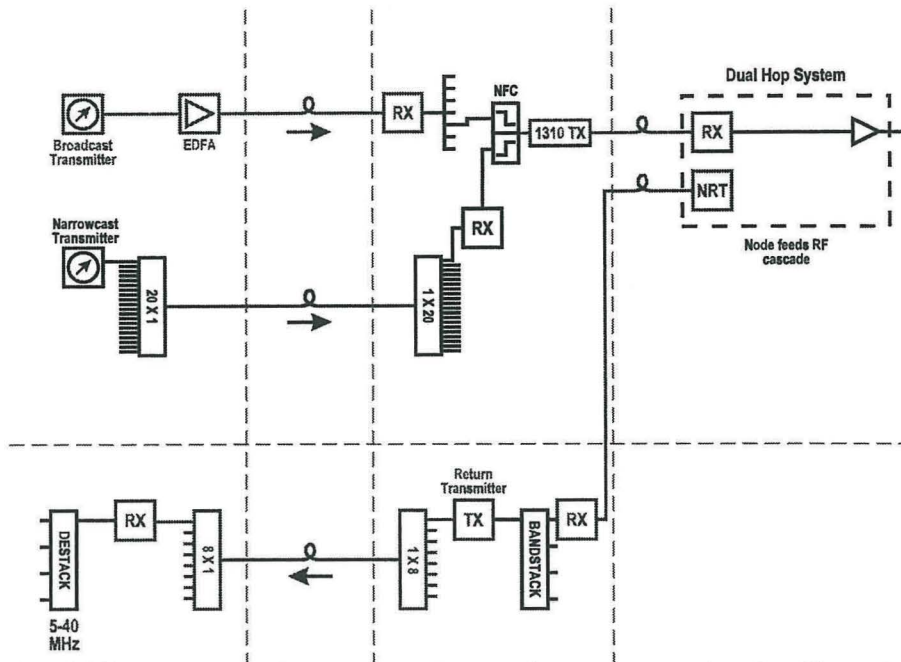 Dual Hop System
NFC
RX
1310 TX
RX
Broadcast
Transmitter
EDFA
NRT
Narrowcast
Transmitter
RX
Node feeds RF
cascade
20 X 1
1 X 20
Return
Transmitter
RX
TX
RX
DESTACK
8 X 1
1 X 8
BANDSTACK
5-40
MHz